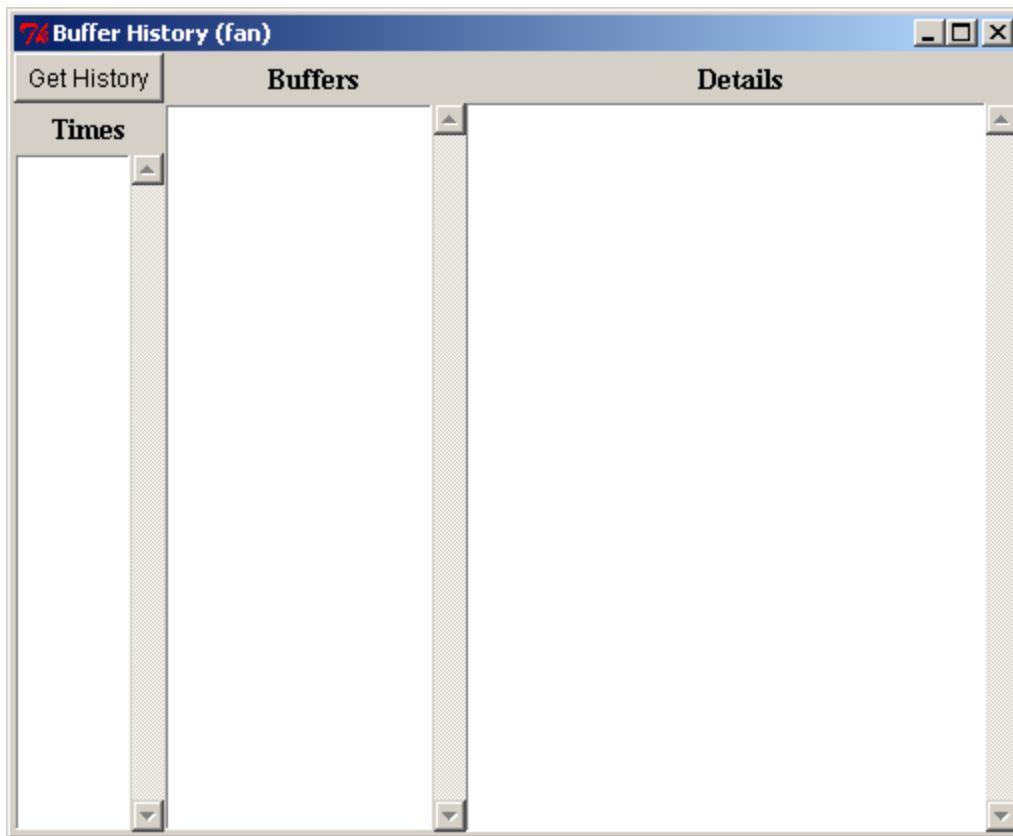 Buffer History (fan)
Get History
Buffers
Details
Times